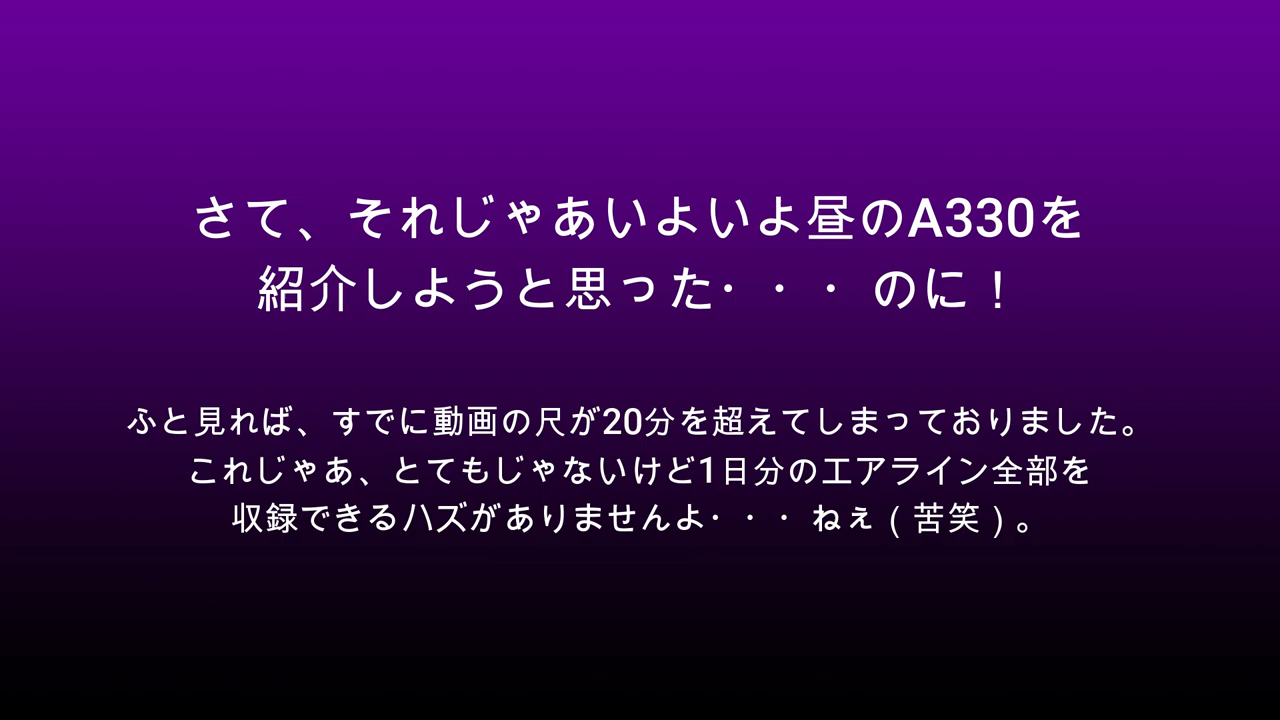 さて、それじゃあいよいよ昼のA330を
紹介しようと思った・・・のに！
ふと見れば、すでに動画の尺が20分を超えてしまっておりました。
これじゃあ、とてもじゃないけど1日分のエアライン全部を
収録できるハズがありませんよ・・・ねぇ（苦笑）。